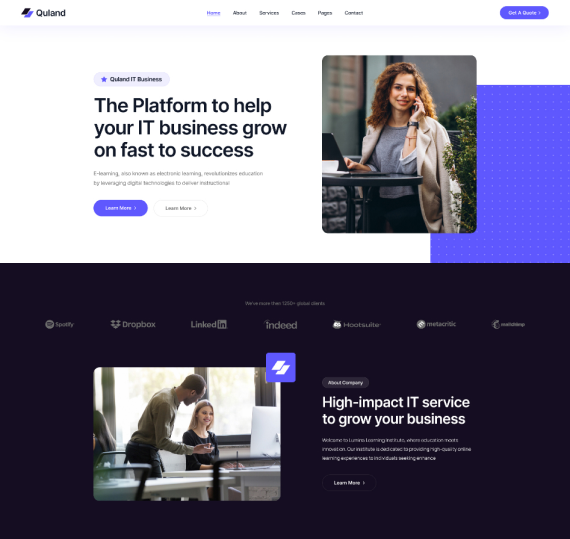 Quland
Home About Services Cases Pages Contact
Get A Quote
Quland IT Business
The Platform to help
your IT business grow
on fast to success
E-learning, also known as electronic learning, revolutionizes education
by leveraging digital technologies to deliver instructional
Learn More Learn More
We've more then 1250+ global clients
Spotify Dropbox LinkedIn indeed Hootsuite metacritic mailchimp
About Company
High-impact IT service
to grow your business
Welcome to Lumins Learning Institute, where education meets
innovation. Our institute is dedicated to providing high-quality online
learning experiences to individuals seeking enhance
Learn More